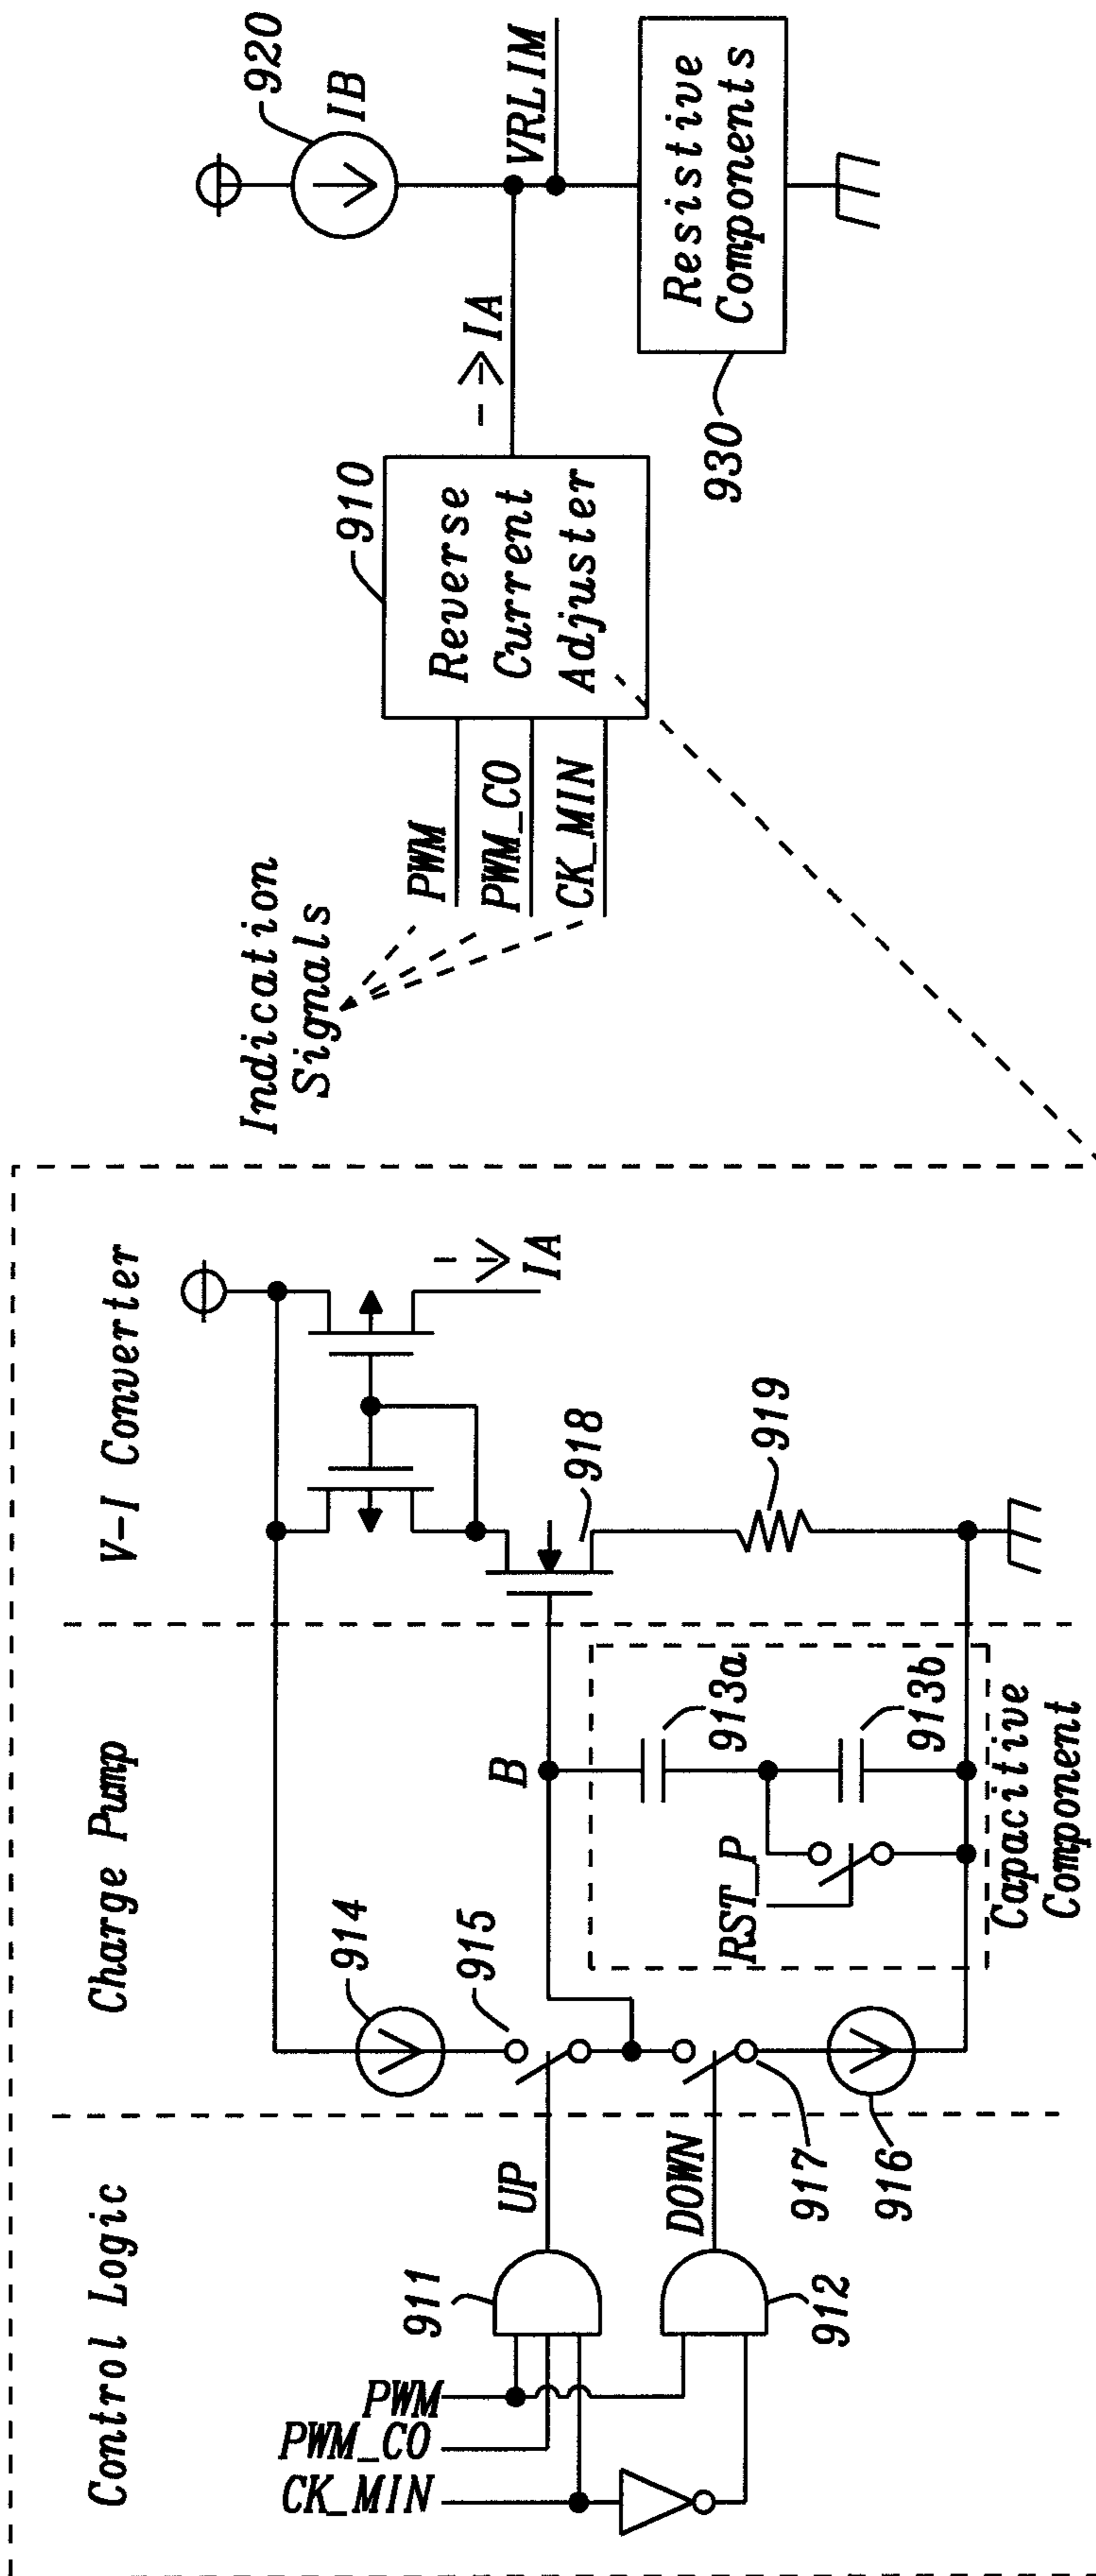 Control Logic
Charge Pump
V-I Converter
PWM
PWM_CO
CK_MIN
911
912
UP
DOWN
914
915
917
916
B
RST_P
913a
913b
Capacitive
Component
918
919
IA
Indication
Signals
PWM
PWM_CO
CK_MIN
910
Reverse
Current
Adjuster
-> IA
920
IB
VRLIM
930
Resistive
Components